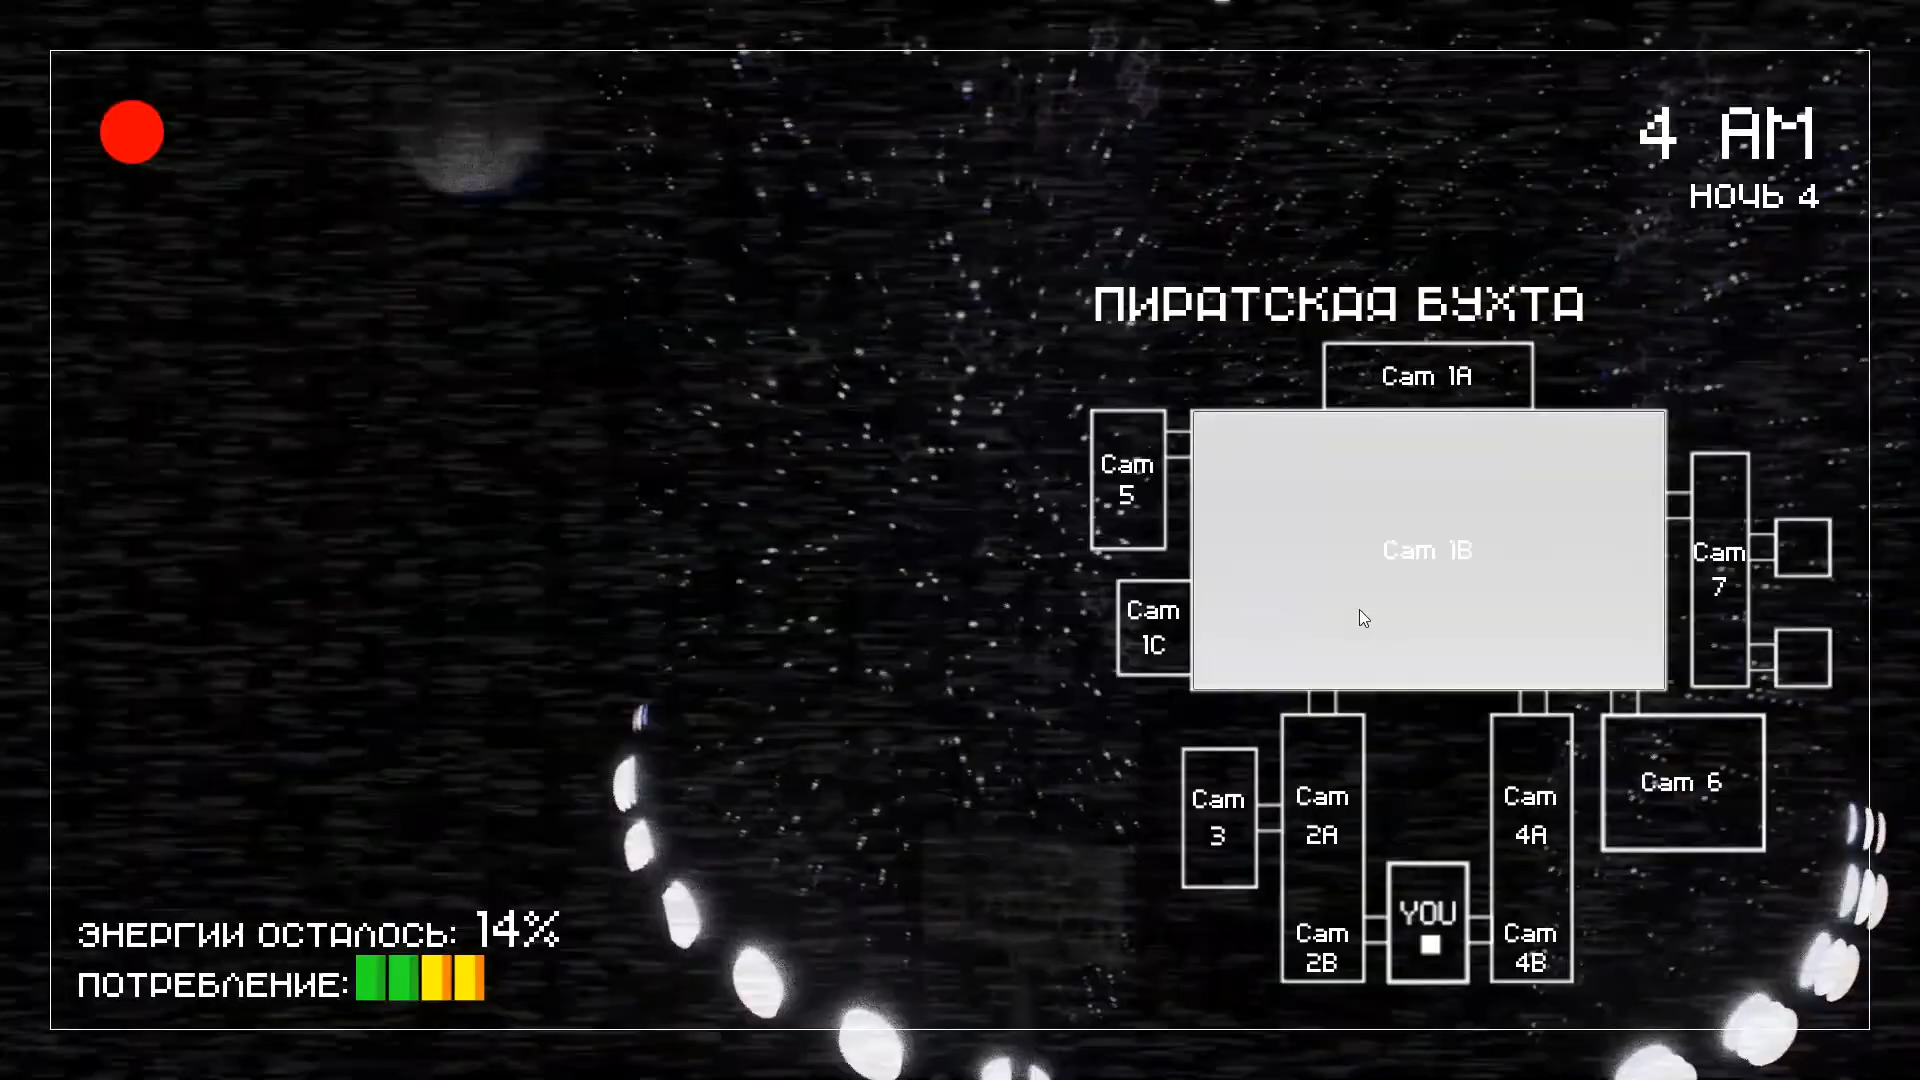 4 AM
НОЧЬ 4
ПИРАТСКАЯ БУХТА
Cam 1A
Cam
5
Cam 1B
Cam
7
Cam
1C
Cam 6
Cam
3
Cam
2A
Cam
4A
YOU
Cam
2B
Cam
4B
ЭНЕРГИИ ОСТАЛОСЬ: 14%
ПОТРЕБЛЕНИЕ: